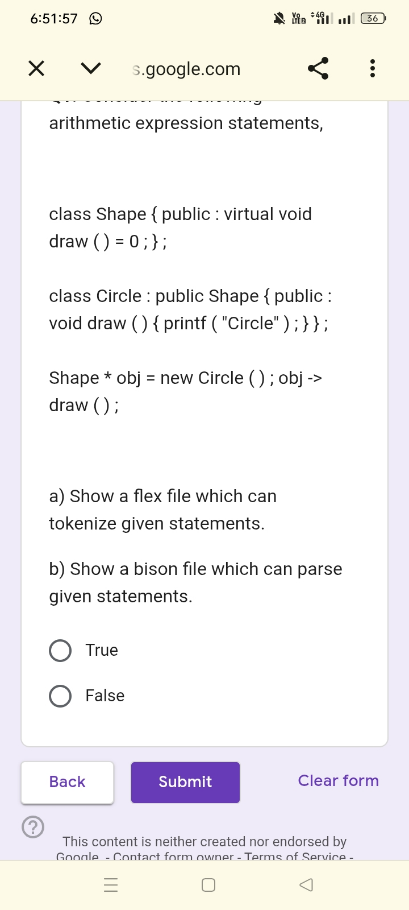 6:51:57
36
s.google.com
arithmetic expression statements,
class Shape { public : virtual void
draw ( ) = 0 ; } ;
class Circle : public Shape { public :
void draw ( ) { printf ( "Circle" ) ; } } ;
Shape * obj = new Circle ( ) ; obj ->
draw ( ) ;
a) Show a flex file which can
tokenize given statements.
b) Show a bison file which can parse
given statements.
True
False
Back
Submit
Clear form
This content is neither created nor endorsed by
Google. - Contact form owner - Terms of Service -